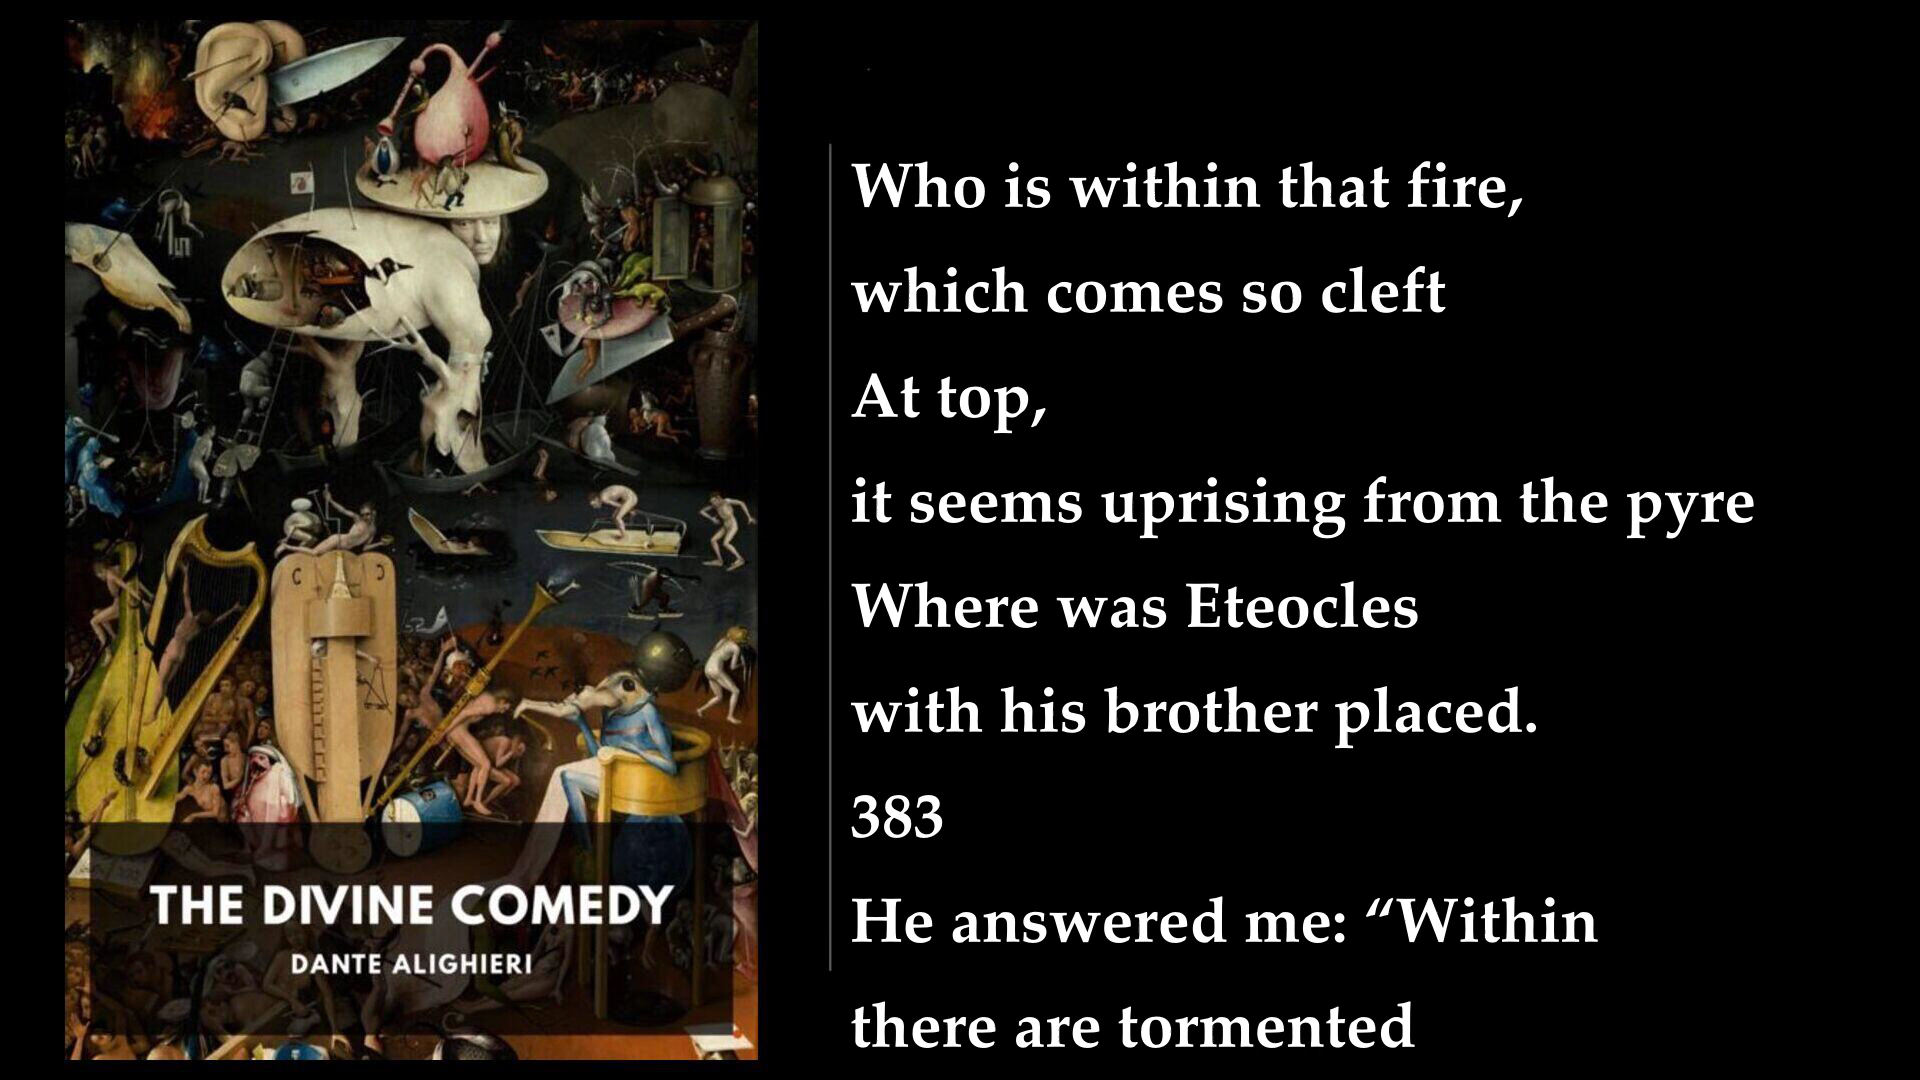 THE DIVINE COMEDY
DANTE ALIGHIERI
Who is within that fire,
which comes so cleft
At top,
it seems uprising from the pyre
Where was Eteocles
with his brother placed.
383
He answered me: “Within
there are tormented